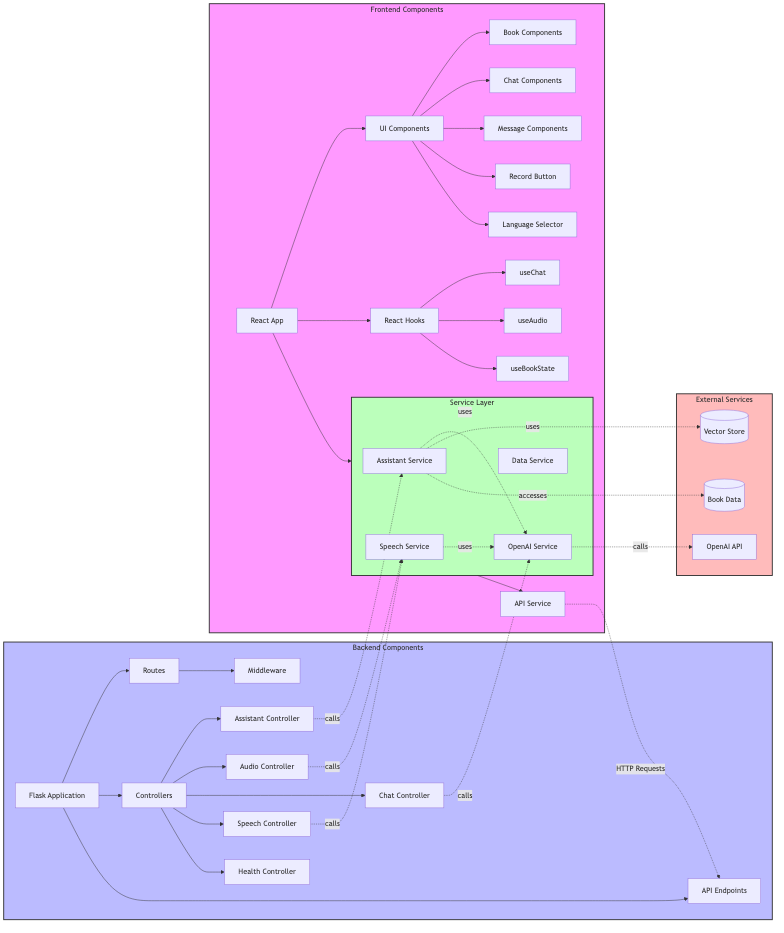 Frontend Components
Book Components
Chat Components
UI Components
Message Components
Record Button
Language Selector
useChat
React App
React Hooks
useAudio
useBookState
External Services
Service Layer
uses
uses
Vector Store
Assistant Service
Data Service
accesses
Book Data
Speech Service
uses
OpenAI Service
calls
OpenAI API
API Service
Backend Components
Routes
Middleware
Assistant Controller
calls
Audio Controller
calls
HTTP Requests
Flask Application
Controllers
Chat Controller
calls
Speech Controller
calls
Health Controller
API Endpoints